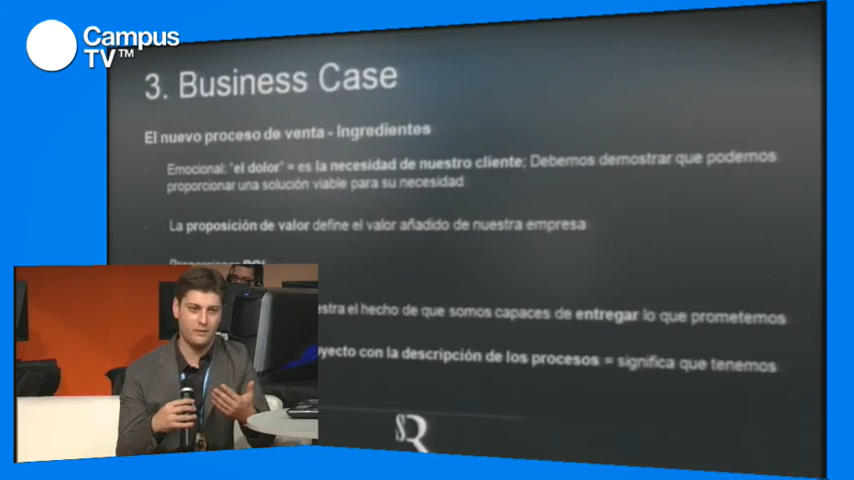 Campus
TV™
3. Business Case
El nuevo proceso de venta - Ingredientes
Emocional: "el dolor" = es la necesidad de nuestro cliente; Debemos demostrar que podemos
proporcionar una solución viable para su necesidad
La proposición de valor define el valor añadido de nuestra empresa
el hecho de que somos capaces de entregar lo que prometemos
con la descripción de los procesos = significa que tenemos
SR